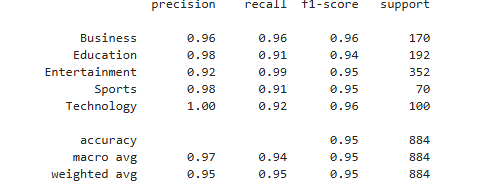 precision recall f1-score support
Business 0.96 0.96 0.96 170
Education 0.98 0.91 0.94 192
Entertainment 0.92 0.99 0.95 352
Sports 0.98 0.91 0.95 70
Technology 1.00 0.92 0.96 100
accuracy 0.95 884
macro avg 0.97 0.94 0.95 884
weighted avg 0.95 0.95 0.95 884